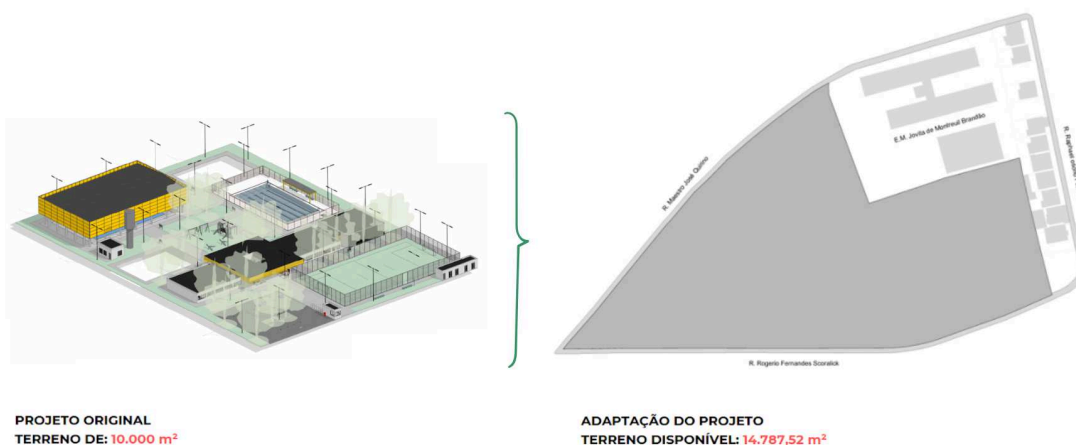 PROJETO ORIGINAL
TERRENO DE: 10.000 m²
R. Maestro José Quirino
E.M. Jovita de Montreuil Brandão
R. Rogerio Fernandes Scoralick
ADAPTAÇÃO DO PROJETO
TERRENO DISPONÍVEL: 14.787,52 m²